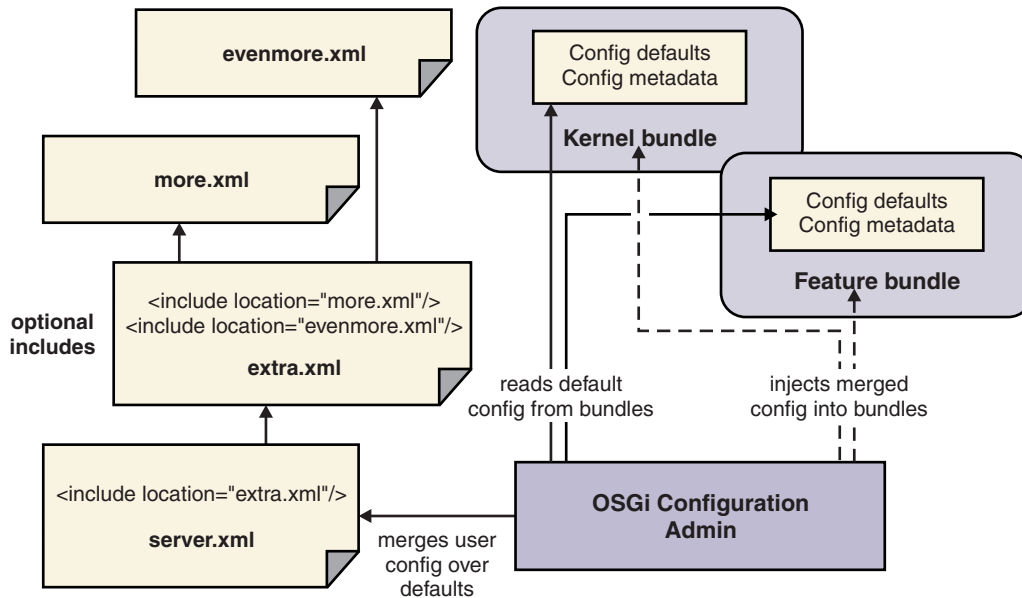 evenmore.xml
Config defaults
Config metadata
Kernel bundle
more.xml
Config defaults
Config metadata
Feature bundle
optional
includes
<include location="more.xml"/>
<include location="evenmore.xml"/>
extra.xml
reads default
config from bundles
injects merged
config into bundles
<include location="extra.xml"/>
server.xml
merges user
config over
defaults
OSGi Configuration
Admin